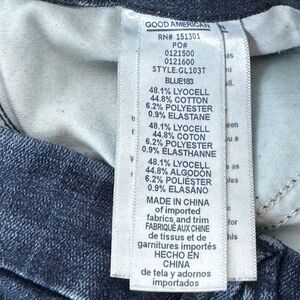 GOOD AMERICAN
RN# 151301
PO#
0121500
0121600
STYLE:GL103T
BLUE183
48.1% LYOCELL
44.8% COTTON
6.2% POLYESTER
0.9% ELASTANE
48.1% LYOCELL
44.8% COTON
6.2% POLYESTER
0.9% ELASTHANNE
48.1% LYOCELL
44.8% ALGODÓN
6.2% POLIÉSTER
0.9% ELASANO
MADE IN CHINA
of imported
fabrics,and trim
FABRIQUE AUX CHINE
de tissus et de
garnitures importés
HECHO EN
CHINA
de tela y adornos
importados